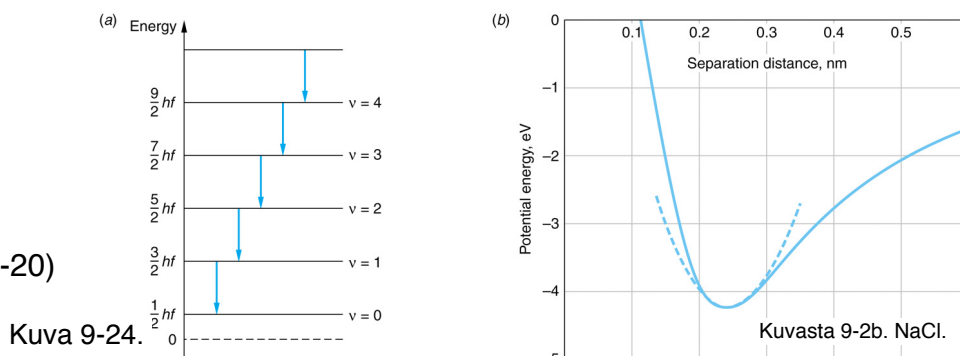 (a) Energy
9/2 hf ν = 4
7/2 hf ν = 3
5/2 hf ν = 2
3/2 hf ν = 1
1/2 hf ν = 0
0
-20)
Kuva 9-24.
(b)
0
0.1 0.2 0.3 0.4 0.5
Separation distance, nm
–1
–2
–3
–4
Potential energy, eV
Kuvasta 9-2b. NaCl.